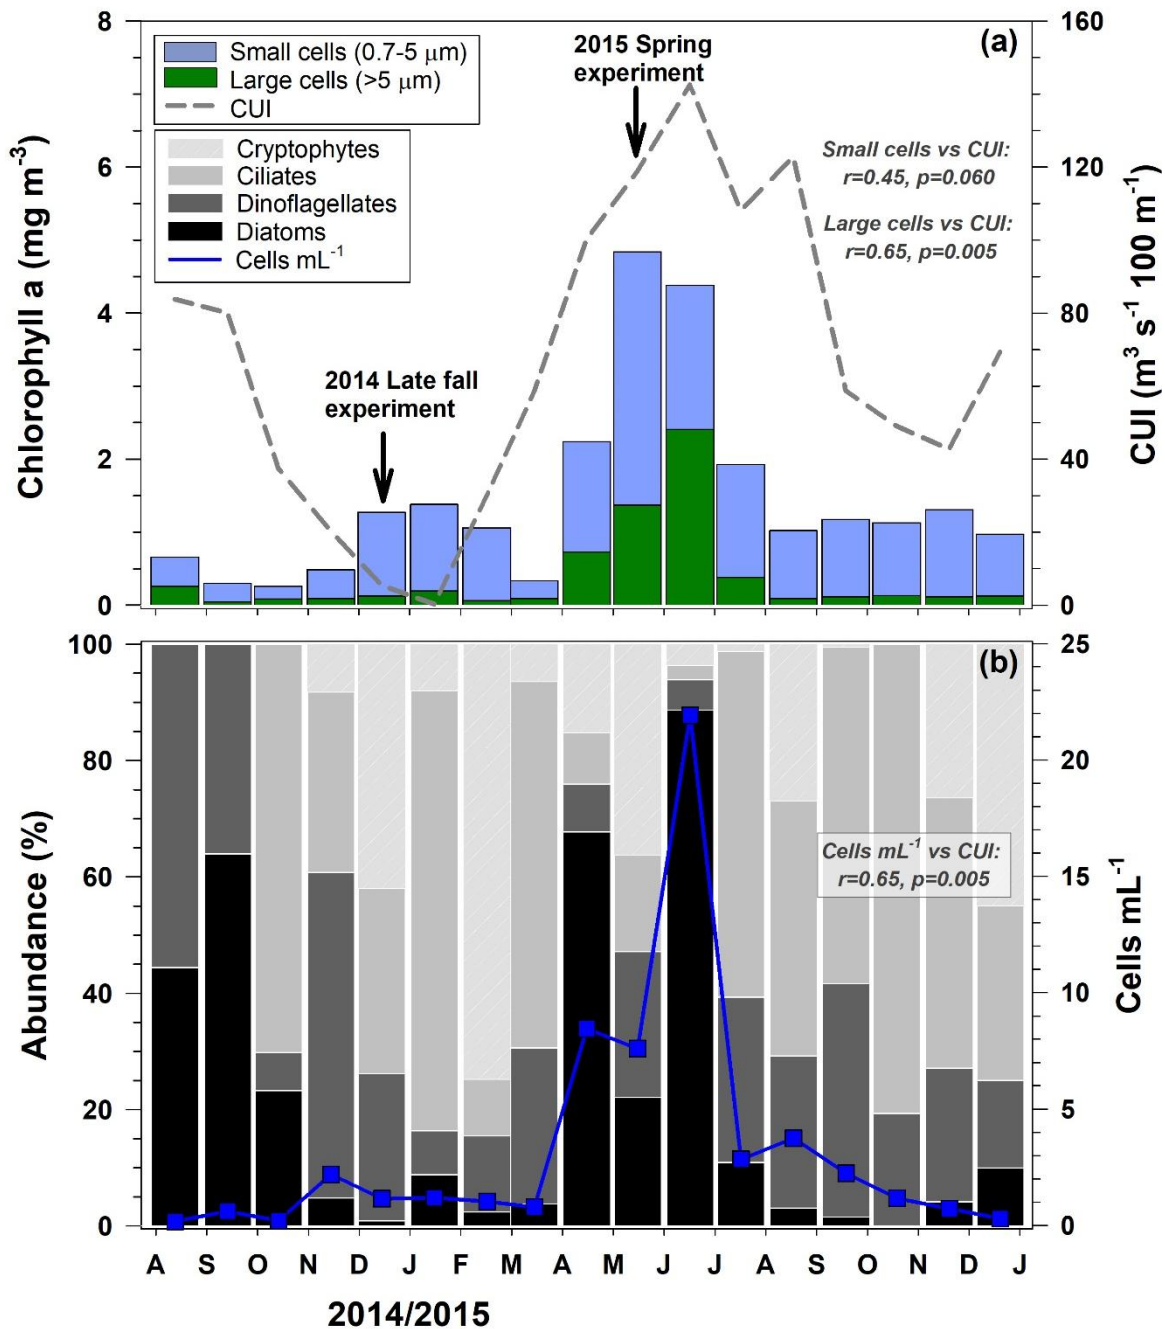 (a)
Small cells (0.7-5 μm)
Large cells (>5 μm)
CUI
Cryptophytes
Ciliates
Dinoflagellates
Diatoms
Cells mL⁻¹
2015 Spring
experiment
2014 Late fall
experiment
Small cells vs CUI:
r=0.45, p=0.060
Large cells vs CUI:
r=0.65, p=0.005
Chlorophyll a (mg m⁻³)
8
6
4
2
0
CUI (m³ s⁻¹ 100 m⁻¹)
160
120
80
40
0
(b)
Cells mL⁻¹ vs CUI:
r=0.65, p=0.005
Abundance (%)
100
80
60
40
20
0
Cells mL⁻¹
25
20
15
10
5
0
A S O N D J F M A M J J A S O N D J
2014/2015